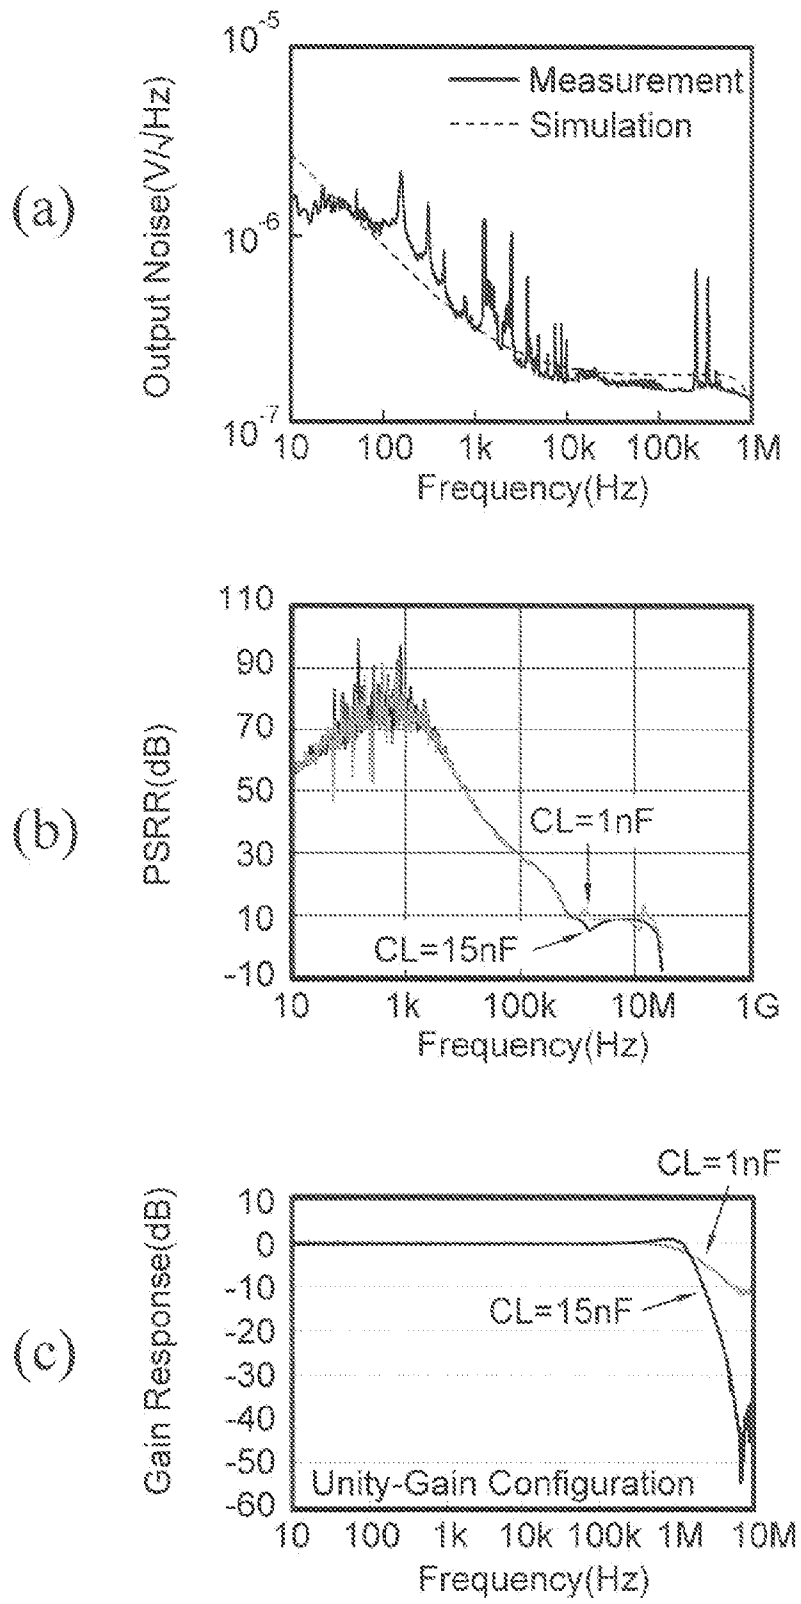 (a)
Output Noise(V/√Hz)
10-5
10-6
10-7
Measurement
Simulation
10 100 1k 10k 100k 1M
Frequency(Hz)
(b)
PSRR(dB)
110
90
70
50
30
10
-10
CL=1nF
CL=15nF
10 1k 100k 10M 1G
Frequency(Hz)
(c)
Gain Response(dB)
CL=1nF
10
0
-10
-20
-30
-40
-50
-60
CL=15nF
Unity-Gain Configuration
10 100 1k 10k 100k 1M 10M
Frequency(Hz)